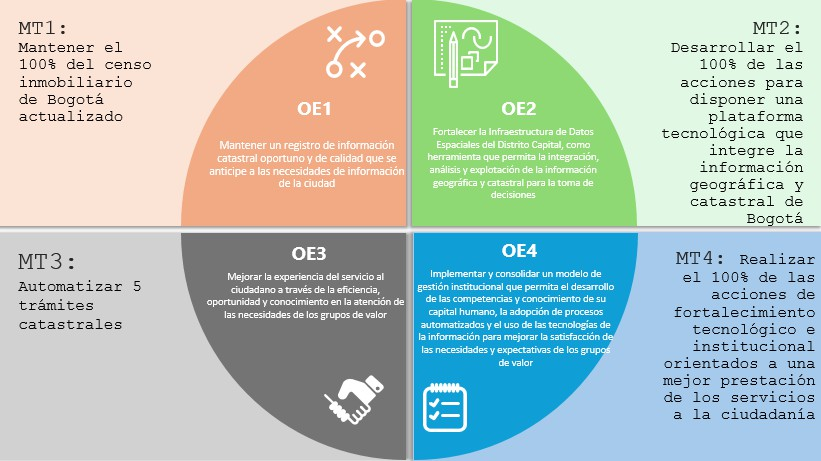 MT1:
Mantener el
100% del censo
inmobiliario
de Bogotá
actualizado
OE1
Mantener un registro de información
catastral oportuno y de calidad que se
anticipe a las necesidades de información
de la ciudad
OE2
Fortalecer la Infraestructura de Datos
Espaciales del Distrito Capital, como
herramienta que permita la integración,
análisis y explotación de la información
geográfica y catastral para la toma de
decisiones
MT2:
Desarrollar el
100% de las
acciones para
disponer una
plataforma
tecnológica que
integre la
información
geográfica y
catastral de
Bogotá
MT3:
Automatizar 5
trámites
catastrales
OE3
Mejorar la experiencia del servicio al
ciudadano a través de la eficiencia,
oportunidad y conocimiento en la atención de
las necesidades de los grupos de valor
OE4
Implementar y consolidar un modelo de
gestión institucional que permita el desarrollo
de las competencias y conocimiento de su
capital humano, la adopción de procesos
automatizados y el uso de las tecnologías de
la información para mejorar la satisfacción de
las necesidades y expectativas de los grupos
de valor
MT4: Realizar
el 100% de las
acciones de
fortalecimiento
tecnológico e
institucional
orientados a una
mejor prestación
de los servicios
a la ciudadanía